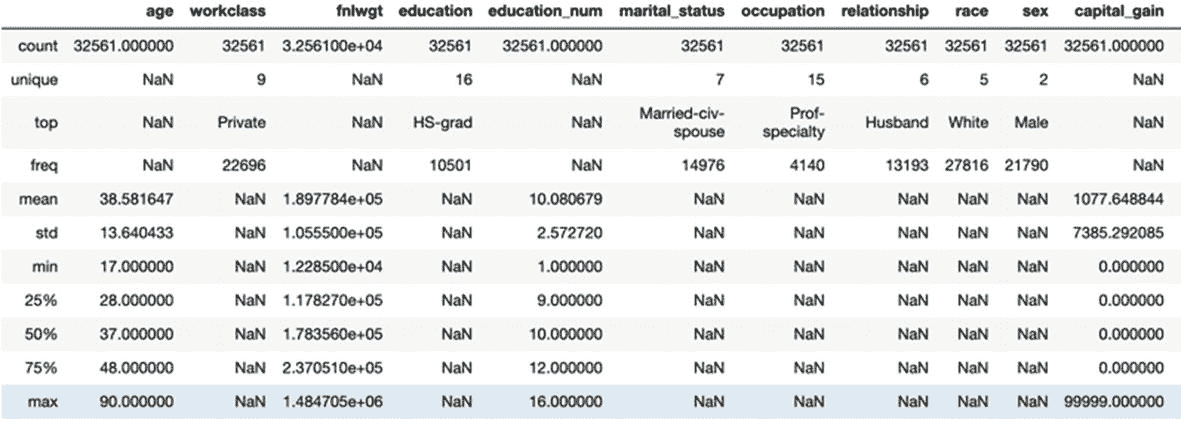 age workclass fnlwgt education education_num marital_status occupation relationship race sex capital_gain
count 32561.000000 32561 3.256100e+04 32561 32561.000000 32561 32561 32561 32561 32561 32561.000000
unique NaN 9 NaN 16 NaN 7 15 6 5 2 NaN
top NaN Private NaN HS-grad NaN Married-civ-spouse Prof-specialty Husband White Male NaN
freq NaN 22696 NaN 10501 NaN 14976 4140 13193 27816 21790 NaN
mean 38.581647 NaN 1.897784e+05 NaN 10.080679 NaN NaN NaN NaN NaN 1077.648844
std 13.640433 NaN 1.055500e+05 NaN 2.572720 NaN NaN NaN NaN NaN 7385.292085
min 17.000000 NaN 1.228500e+04 NaN 1.000000 NaN NaN NaN NaN NaN 0.000000
25% 28.000000 NaN 1.178270e+05 NaN 9.000000 NaN NaN NaN NaN NaN 0.000000
50% 37.000000 NaN 1.783560e+05 NaN 10.000000 NaN NaN NaN NaN NaN 0.000000
75% 48.000000 NaN 2.370510e+05 NaN 12.000000 NaN NaN NaN NaN NaN 0.000000
max 90.000000 NaN 1.484705e+06 NaN 16.000000 NaN NaN NaN NaN NaN 99999.000000